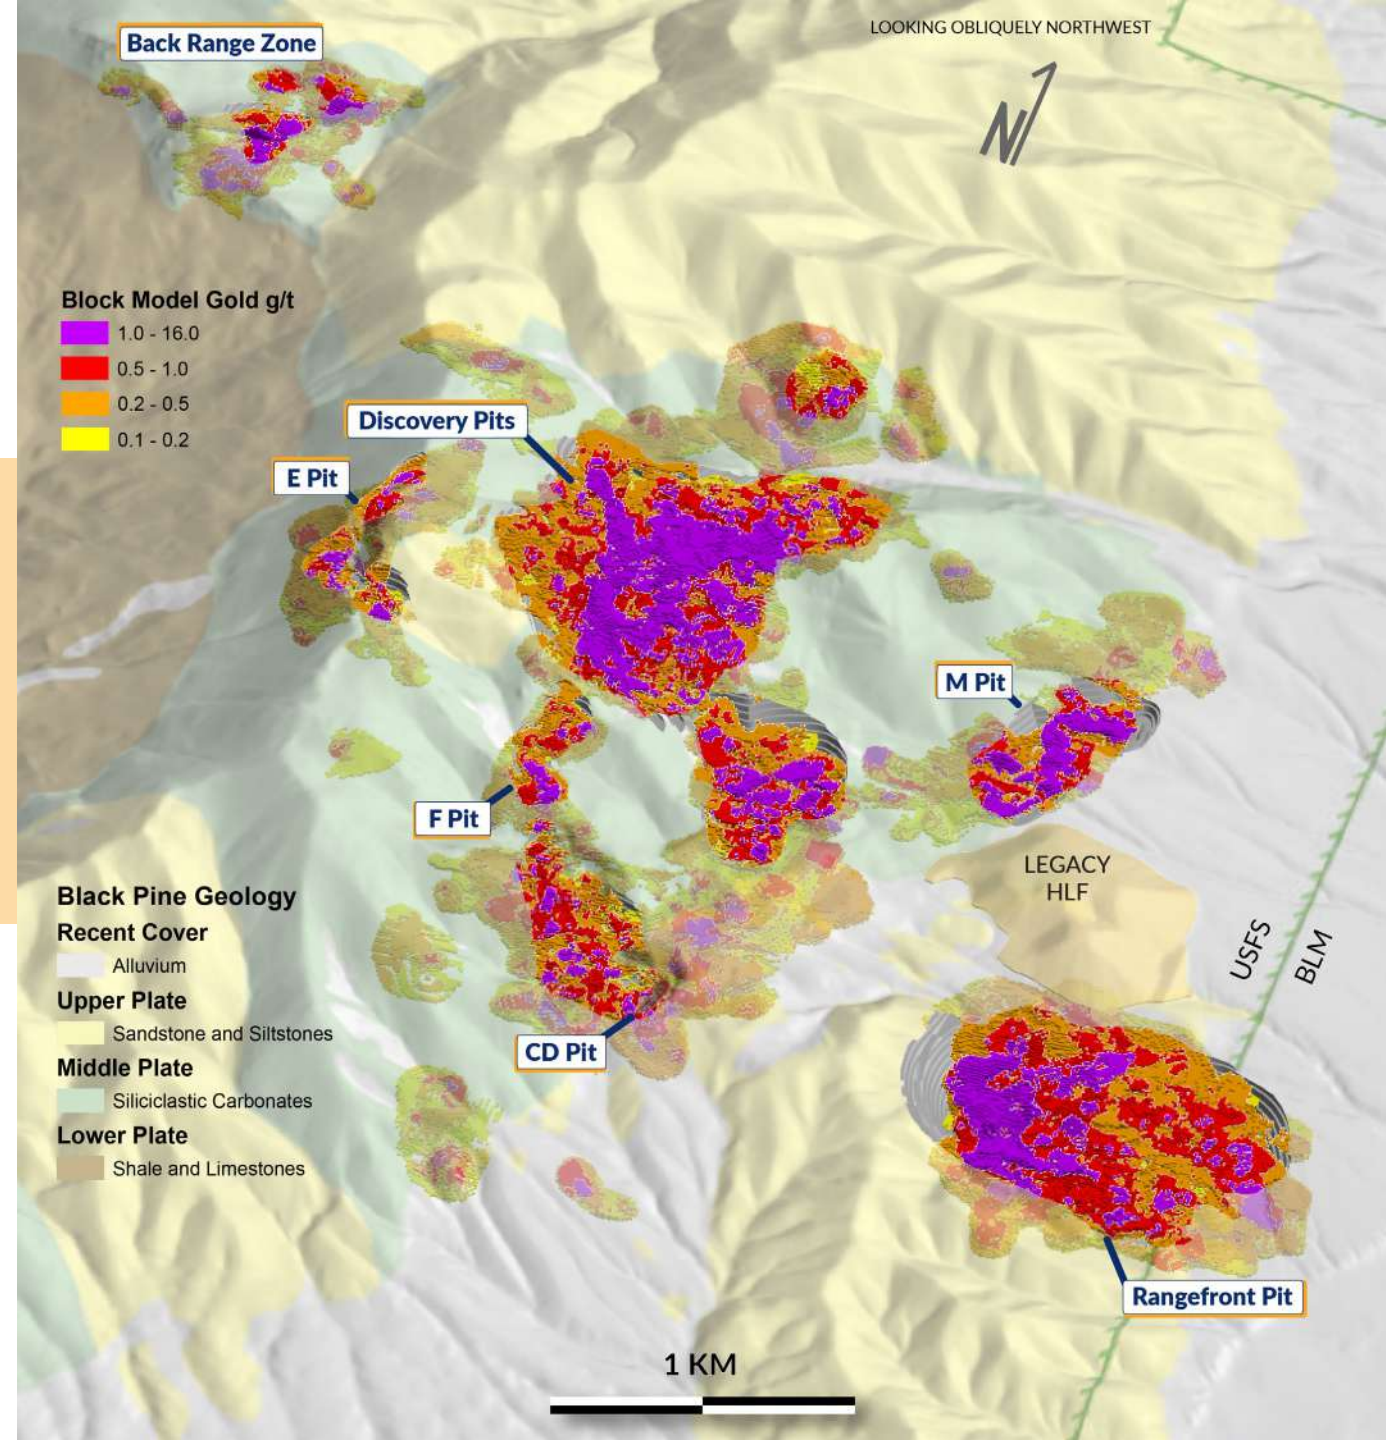 Back Range Zone
LOOKING OBLIQUELY NORTHWEST
N
Block Model Gold g/t
1.0 - 16.0
0.5 - 1.0
0.2 - 0.5
0.1 - 0.2
Discovery Pits
E Pit
M Pit
F Pit
LEGACY
HLF
USFS
BLM
Black Pine Geology
Recent Cover
Alluvium
Upper Plate
Sandstone and Siltstones
Middle Plate
Siliciclastic Carbonates
Lower Plate
Shale and Limestones
CD Pit
Rangefront Pit
1 KM